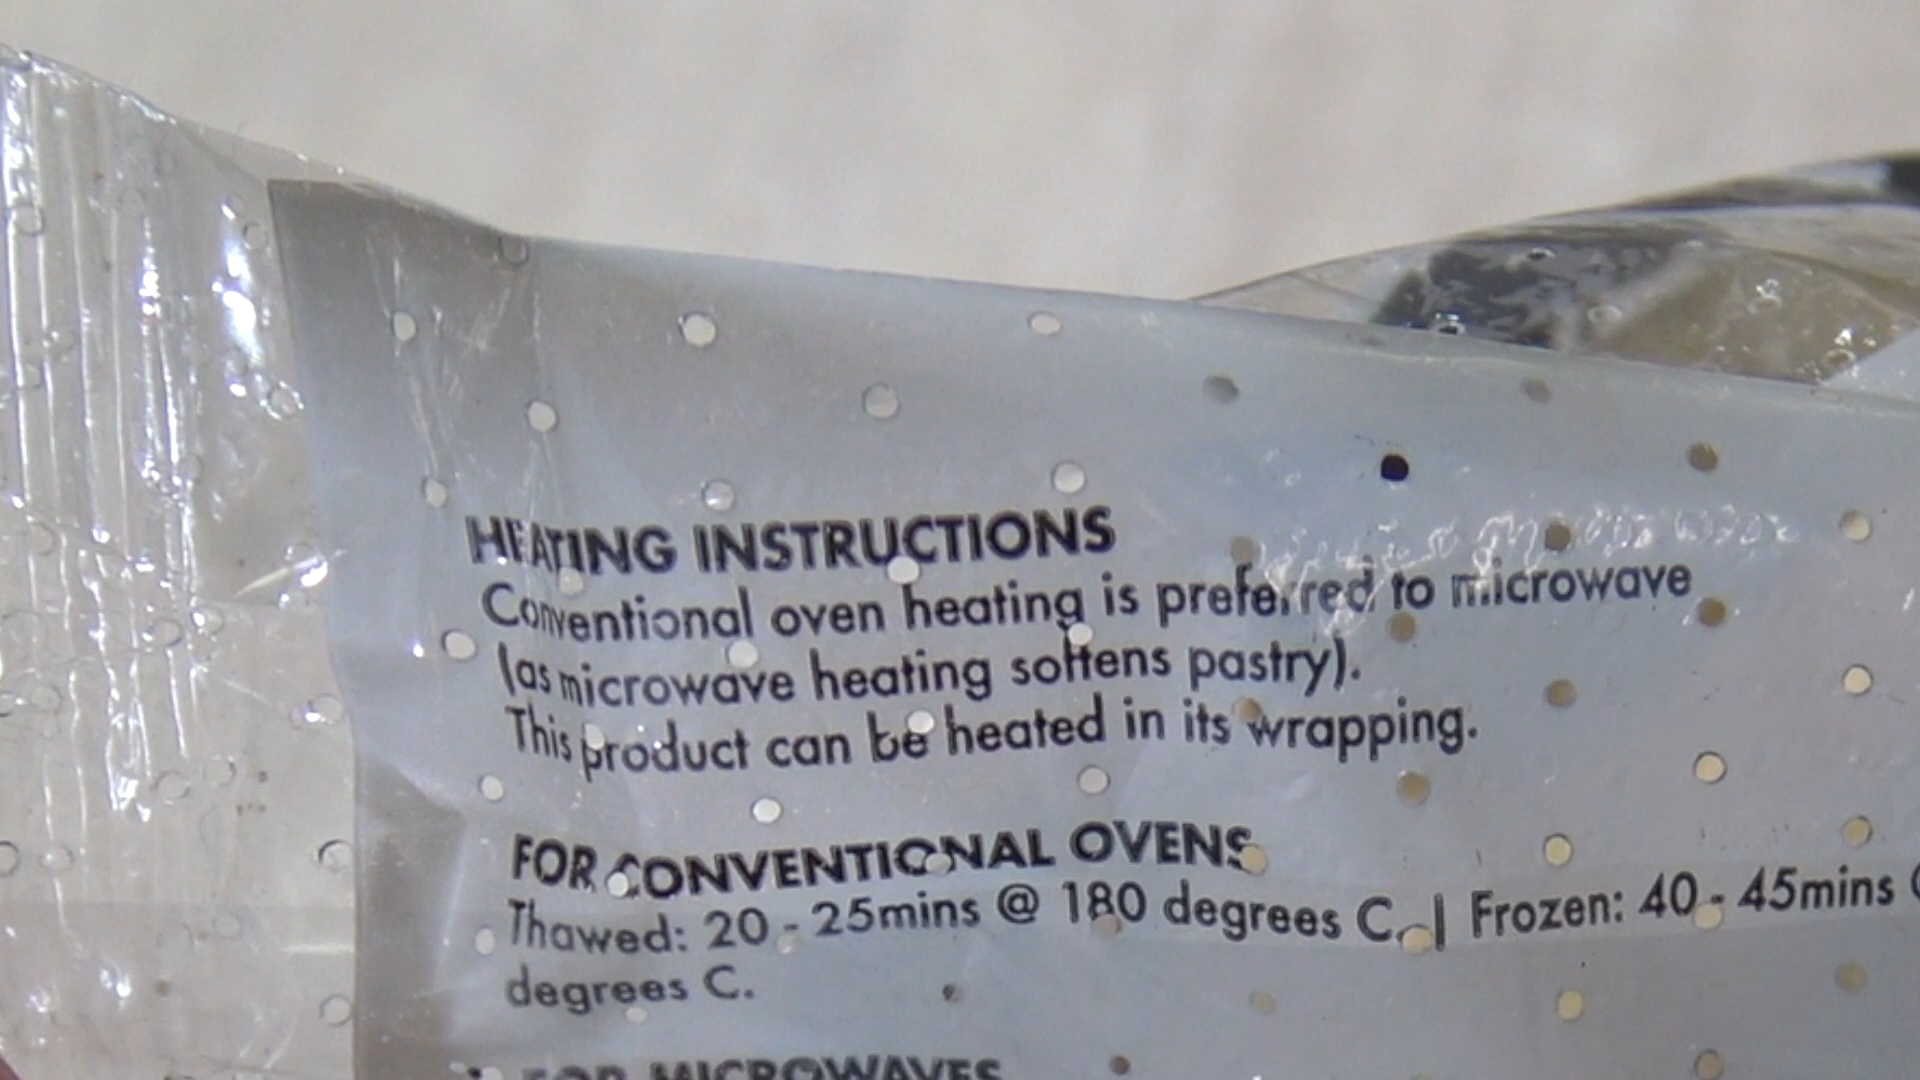 HEATING INSTRUCTIONS
Conventional oven heating is preferred to microwave
(as microwave heating softens pastry).
This product can be heated in its wrapping.
FOR CONVENTIONAL OVENS
Thawed: 20 - 25mins @ 180 degrees C. | Frozen: 40 - 45mins
degrees C.
FOR MICROWAVES